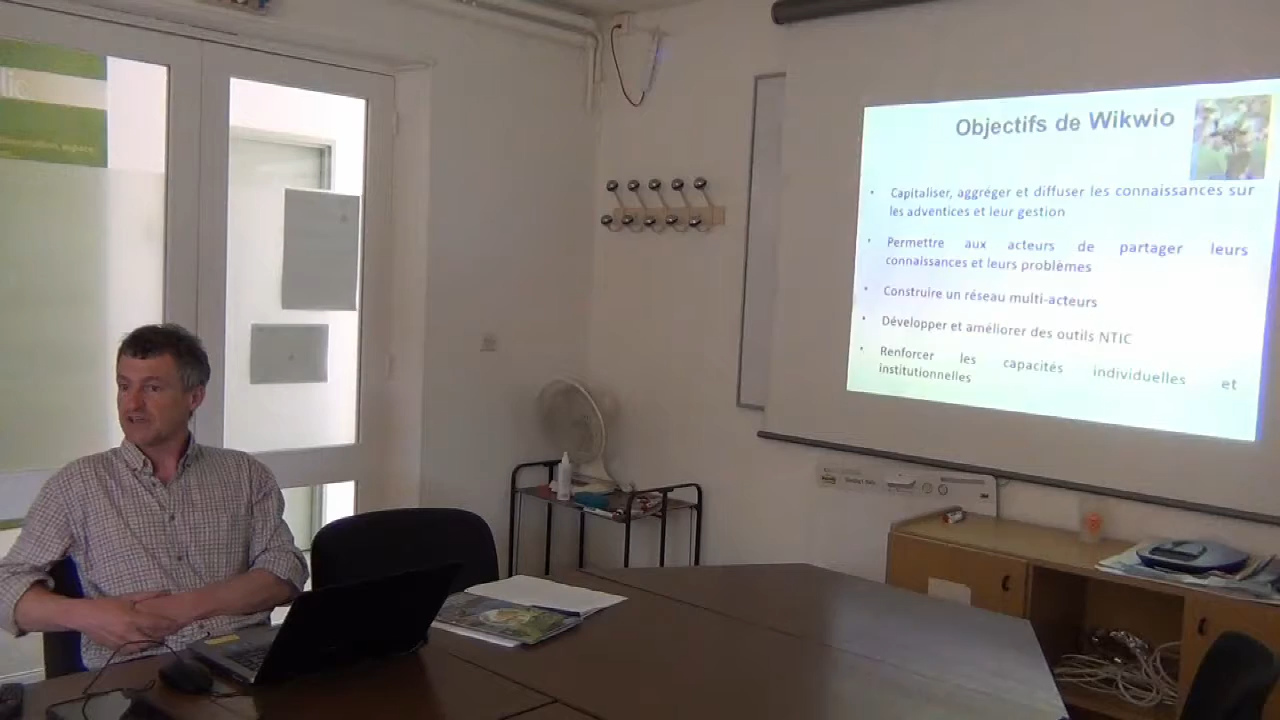 Objectifs de Wikwio
• Capitaliser, aggréger et diffuser les connaissances sur
les adventices et leur gestion
• Permettre aux acteurs de partager leurs
connaissances et leurs problèmes
• Construire un réseau multi-acteurs
• Développer et améliorer des outils NTIC
• Renforcer les capacités individuelles et
institutionnelles